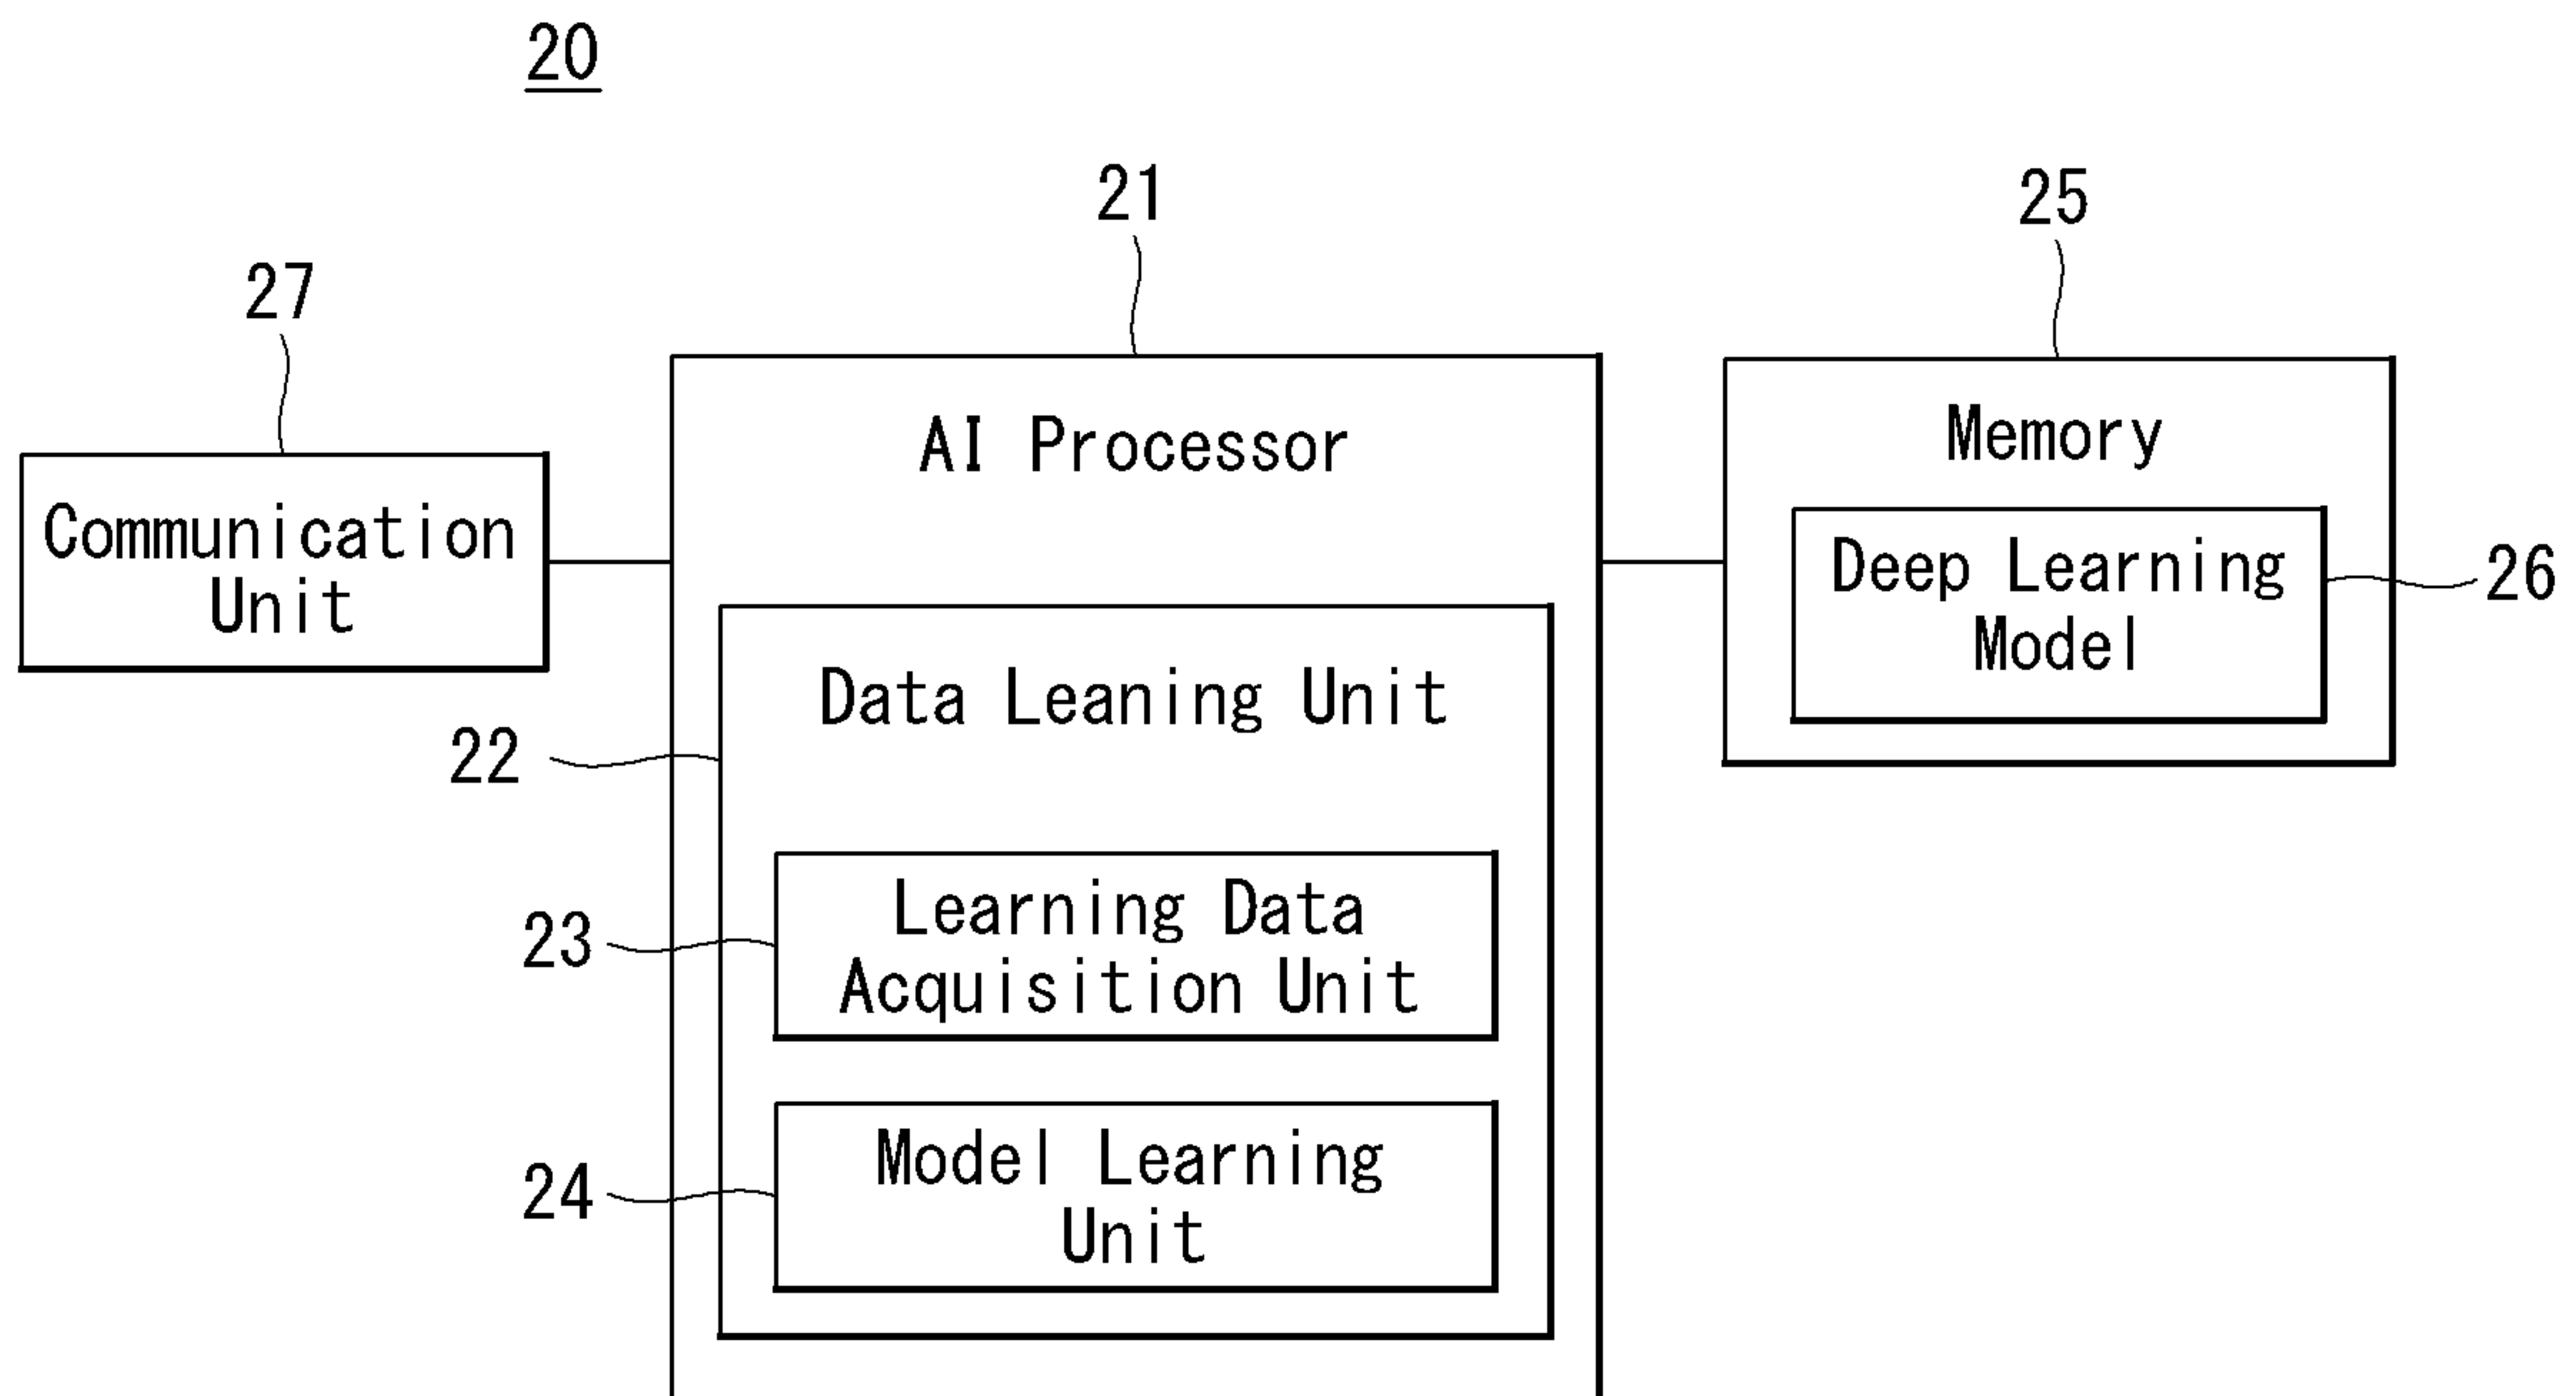 20
21
25
27
AI Processor
Memory
Communication
Unit
Deep Learning
Model
26
Data Leaning Unit
22
Learning Data
Acquisition Unit
23
Model Learning
Unit
24